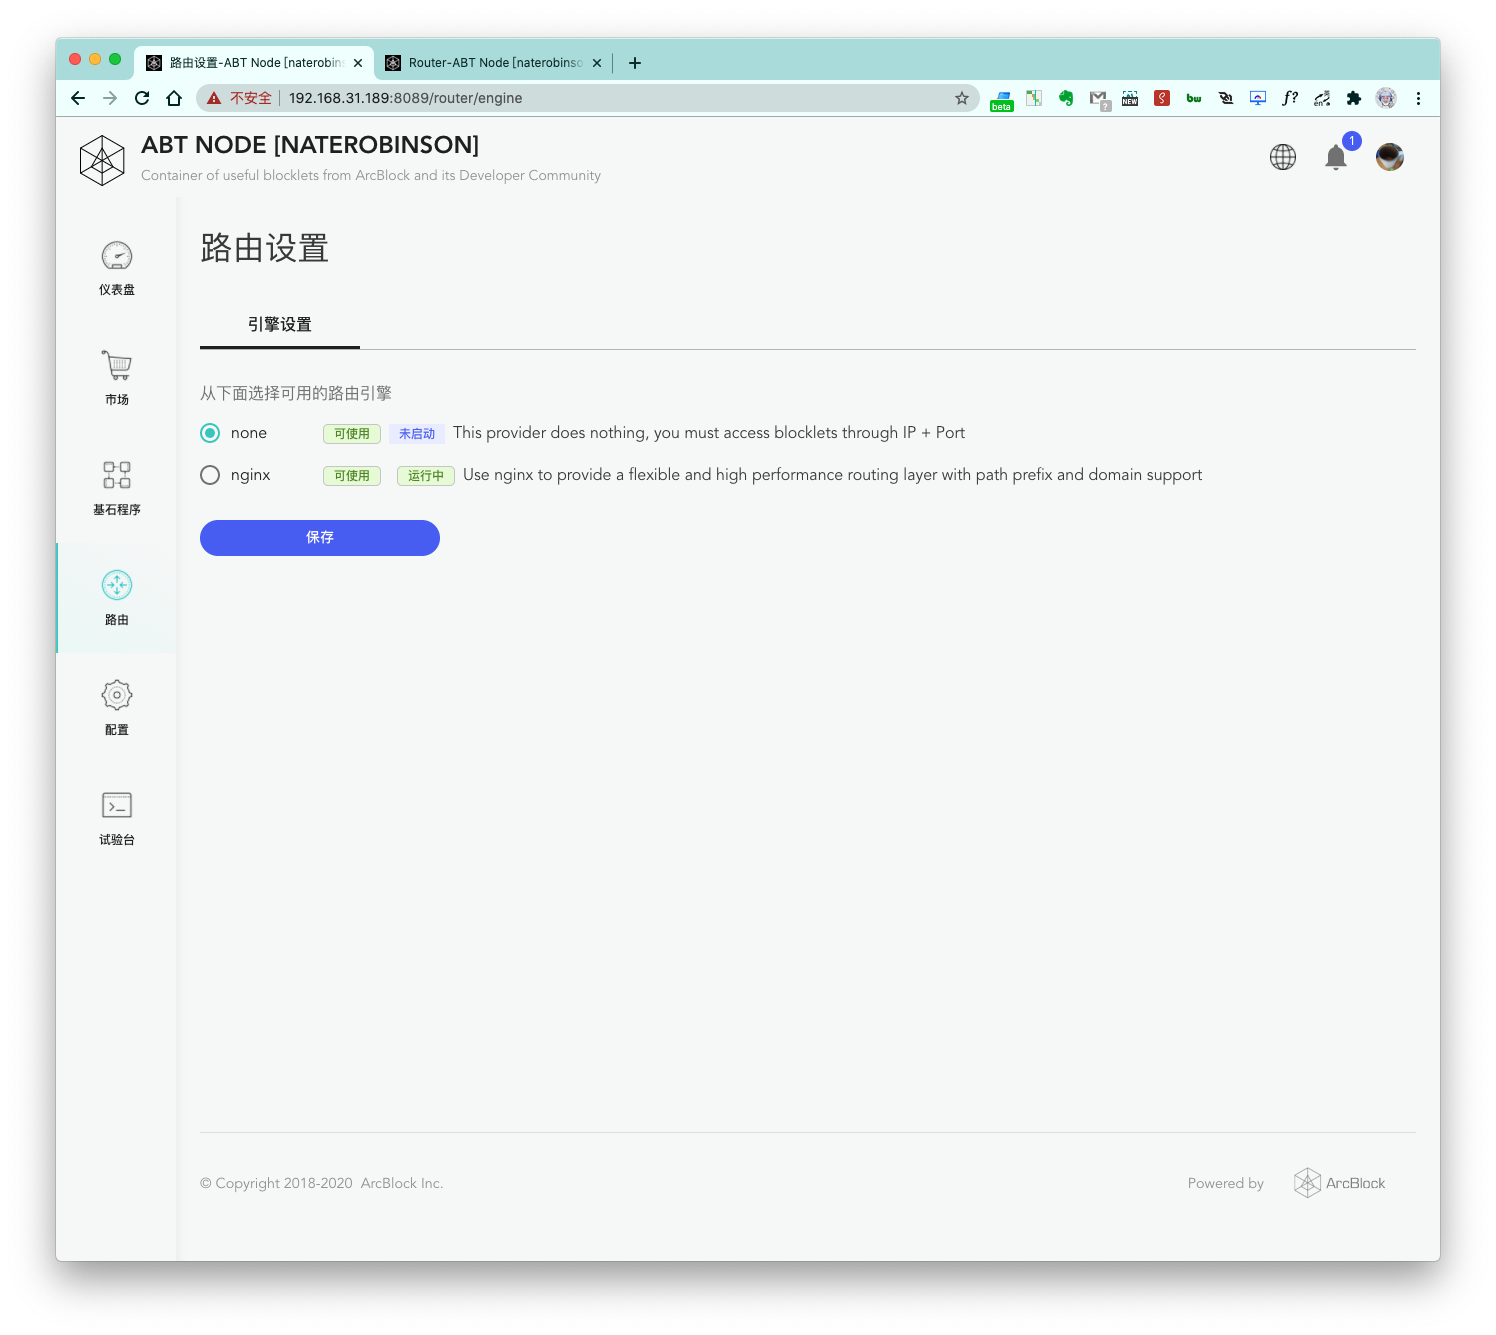 路由设置-ABT Node [naterobins
Router-ABT Node [naterobinso
不安全
192.168.31.189:8089/router/engine
beta
?
NEW
bw
f?
en
英
ABT NODE [NATEROBINSON]
Container of useful blocklets from ArcBlock and its Developer Community
1
仪表盘
市场
基石程序
路由
配置
试验台
路由设置
引擎设置
从下面选择可用的路由引擎
none 可使用 未启动 This provider does nothing, you must access blocklets through IP + Port
nginx 可使用 运行中 Use nginx to provide a flexible and high performance routing layer with path prefix and domain support
保存
© Copyright 2018-2020 ArcBlock Inc.
Powered by ArcBlock